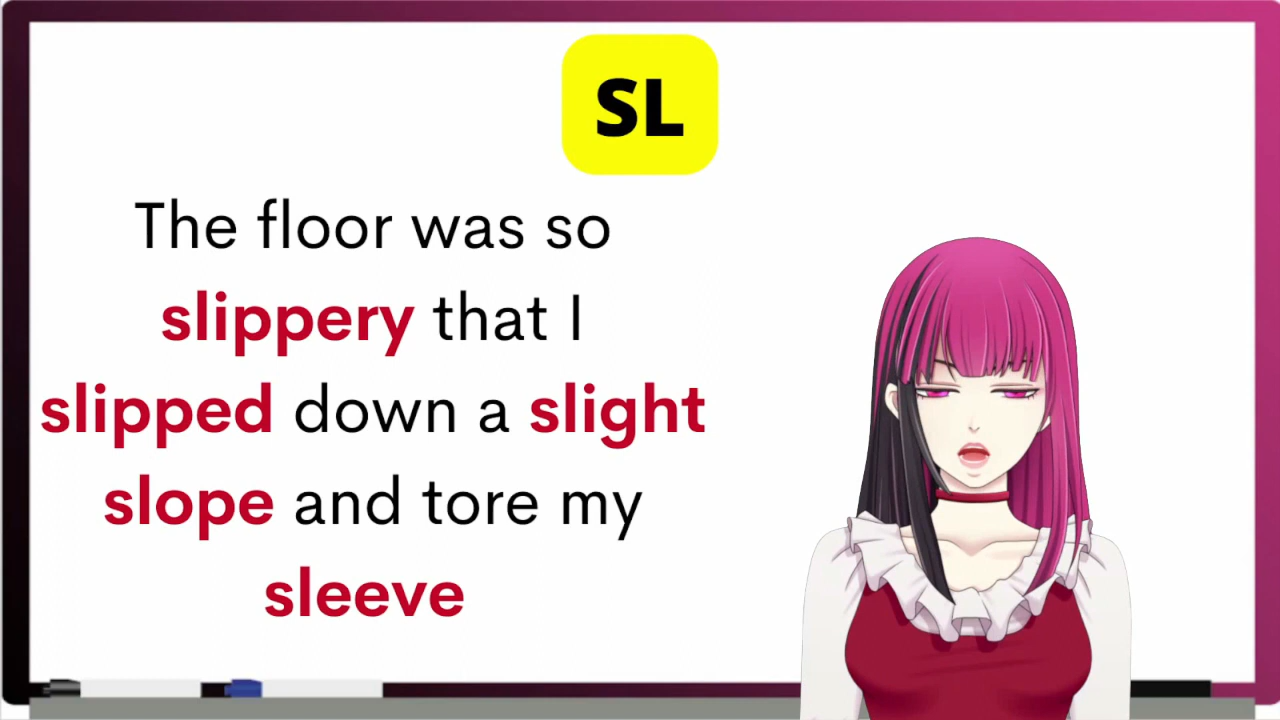 SL
The floor was so
slippery that I
slipped down a slight
slope and tore my
sleeve